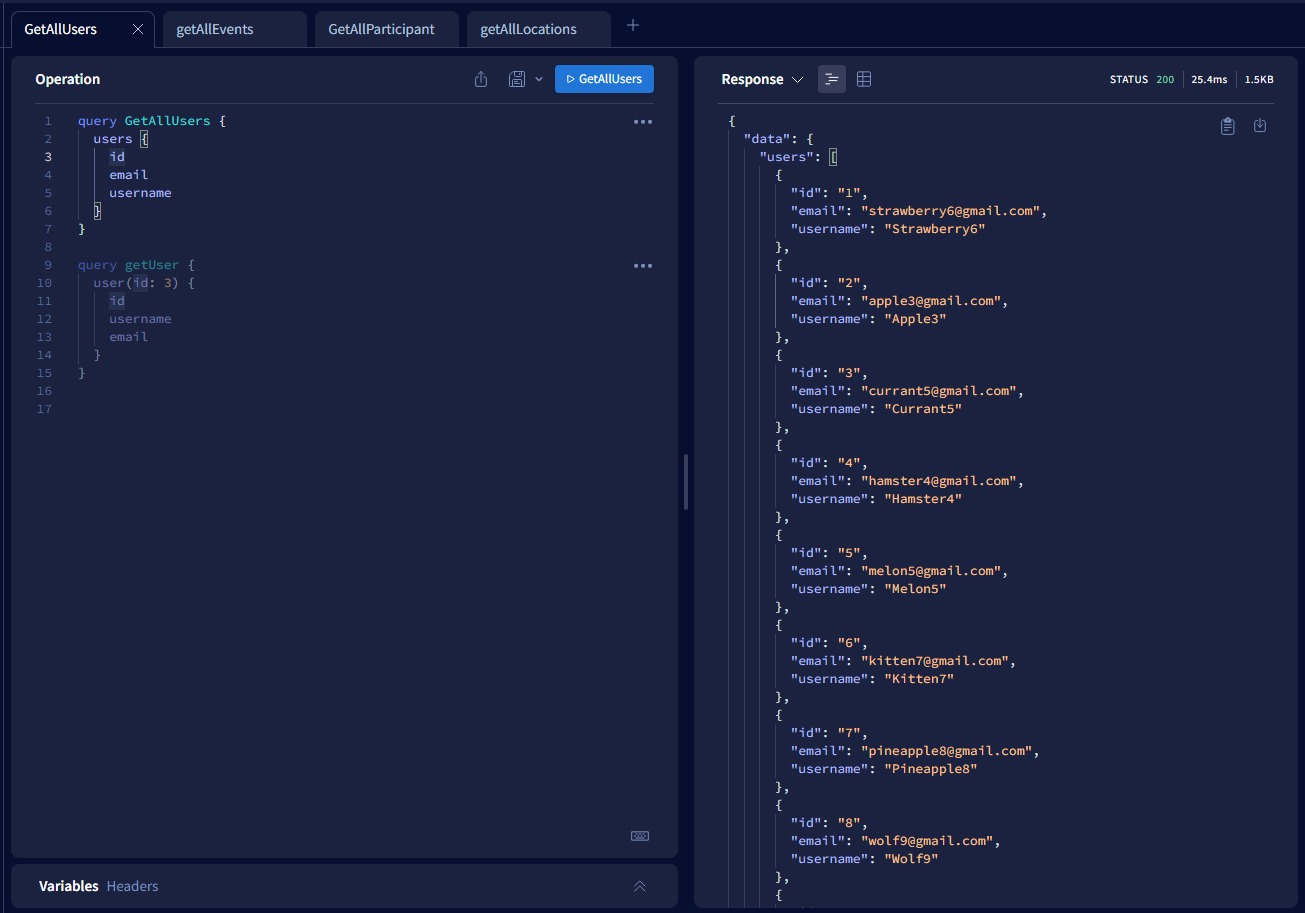 GetAllUsers
getAllEvents
GetAllParticipant
getAllLocations
Operation
GetAllUsers
1 query GetAllUsers {
2 users {
3 id
4 email
5 username
6 }
7 }
8
9 query getUser {
10 user(id: 3) {
11 id
12 username
13 email
14 }
15 }
16
17
Variables Headers
Response
STATUS 200 25.4ms 1.5KB
{
"data": {
"users": [
{
"id": "1",
"email": "strawberry6@gmail.com",
"username": "Strawberry6"
},
{
"id": "2",
"email": "apple3@gmail.com",
"username": "Apple3"
},
{
"id": "3",
"email": "currant5@gmail.com",
"username": "Currant5"
},
{
"id": "4",
"email": "hamster4@gmail.com",
"username": "Hamster4"
},
{
"id": "5",
"email": "melon5@gmail.com",
"username": "Melon5"
},
{
"id": "6",
"email": "kitten7@gmail.com",
"username": "Kitten7"
},
{
"id": "7",
"email": "pineapple8@gmail.com",
"username": "Pineapple8"
},
{
"id": "8",
"email": "wolf9@gmail.com",
"username": "Wolf9"
},
{